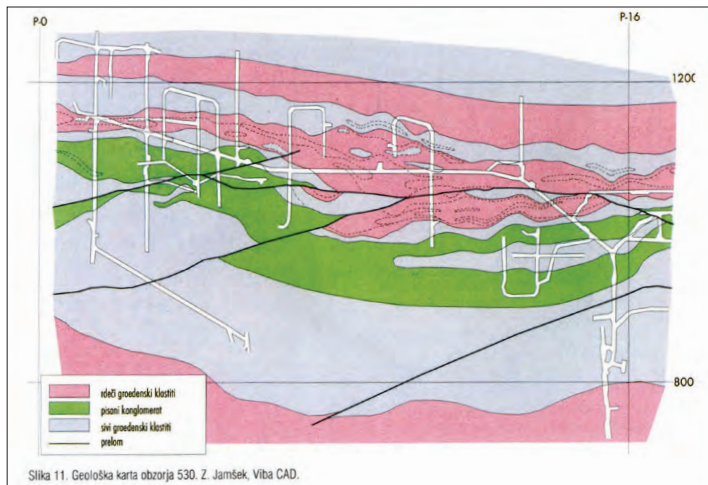 P-0
P-16
1200
800
rdeči groedenski klastiti
pisani konglomerat
sivi groedenski klastiti
prelom
Slika 11. Geološka karta obzorja 530. Z. Jamšek, Viba CAD.